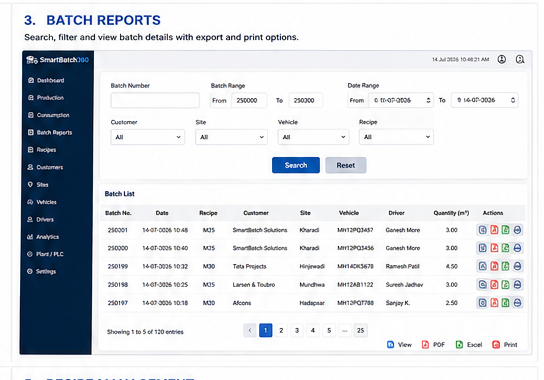 3. BATCH REPORTS
Search, filter and view batch details with export and print options.
SmartBatch360
14 Jul 2026 10:48:21 AM
Dashboard
Production
Consumption
Batch Reports
Recipes
Customers
Sites
Vehicles
Drivers
Analytics
Plant / PLC
Settings
Batch Number
Batch Range
Date Range
From 250000 To 250300
From 14-07-2026 To 14-07-2026
Customer Site Vehicle Recipe
All All All All
Search Reset
Batch List
Batch No. Date Recipe Customer Site Vehicle Driver Quantity (m³) Actions
250201 14-07-2026 10:48 M25 SmartBatch Solutions Kharadi MH12PQ3457 Ganesh More 3.00
250200 14-07-2026 10:40 M25 SmartBatch Solutions Kharadi MH12PQ3456 Ganesh More 3.00
250199 14-07-2026 10:32 M30 Tata Projects Hinjewadi Ramesh Patil 4.50
250198 14-07-2026 10:25 M25 Larsen & Toubro Mundhwa MH12AB1122 Suresh Jadhav 3.00
250197 14-07-2026 10:18 M20 Afcons Hadapsar MH12PQ7788 Sanjay K. 2.50
Showing 1 to 5 of 120 entries
‹ 1 2 3 4 5 ... 25
View PDF Excel Print